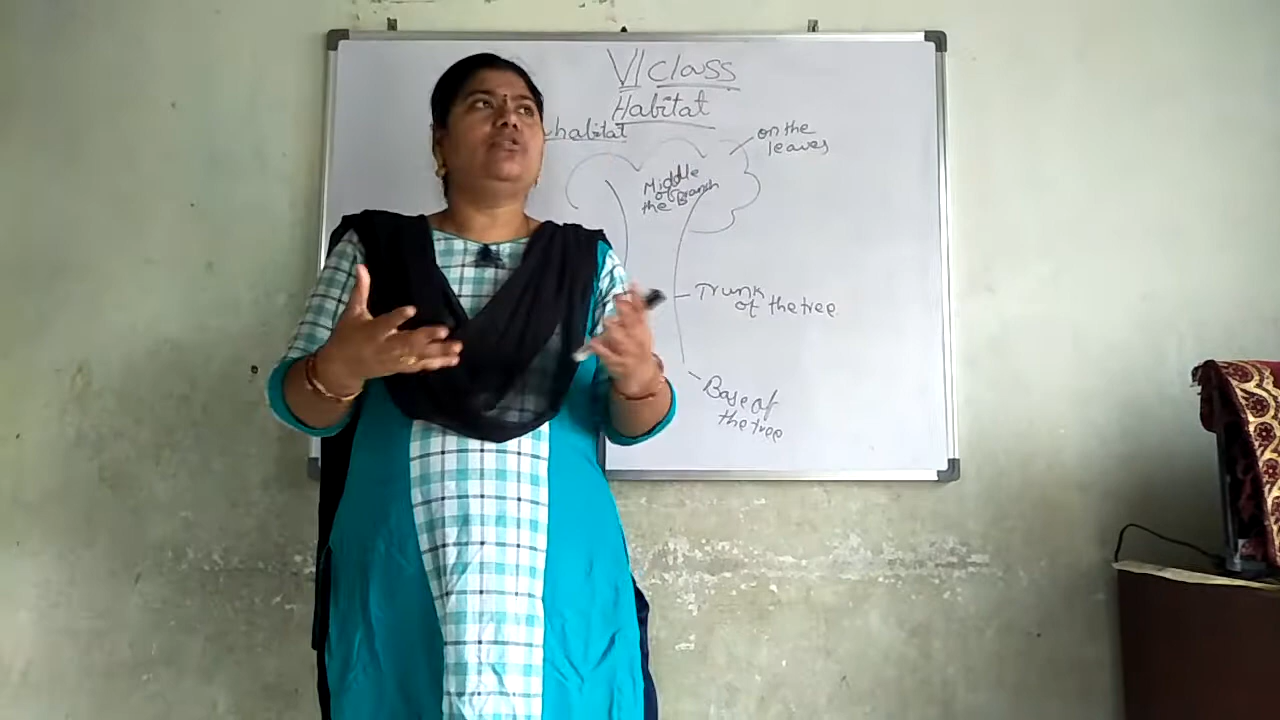 VI class
Habitat
habitat
on the
leaves
Middle
of Branch
the
Trunk
of the tree
Base of
the tree